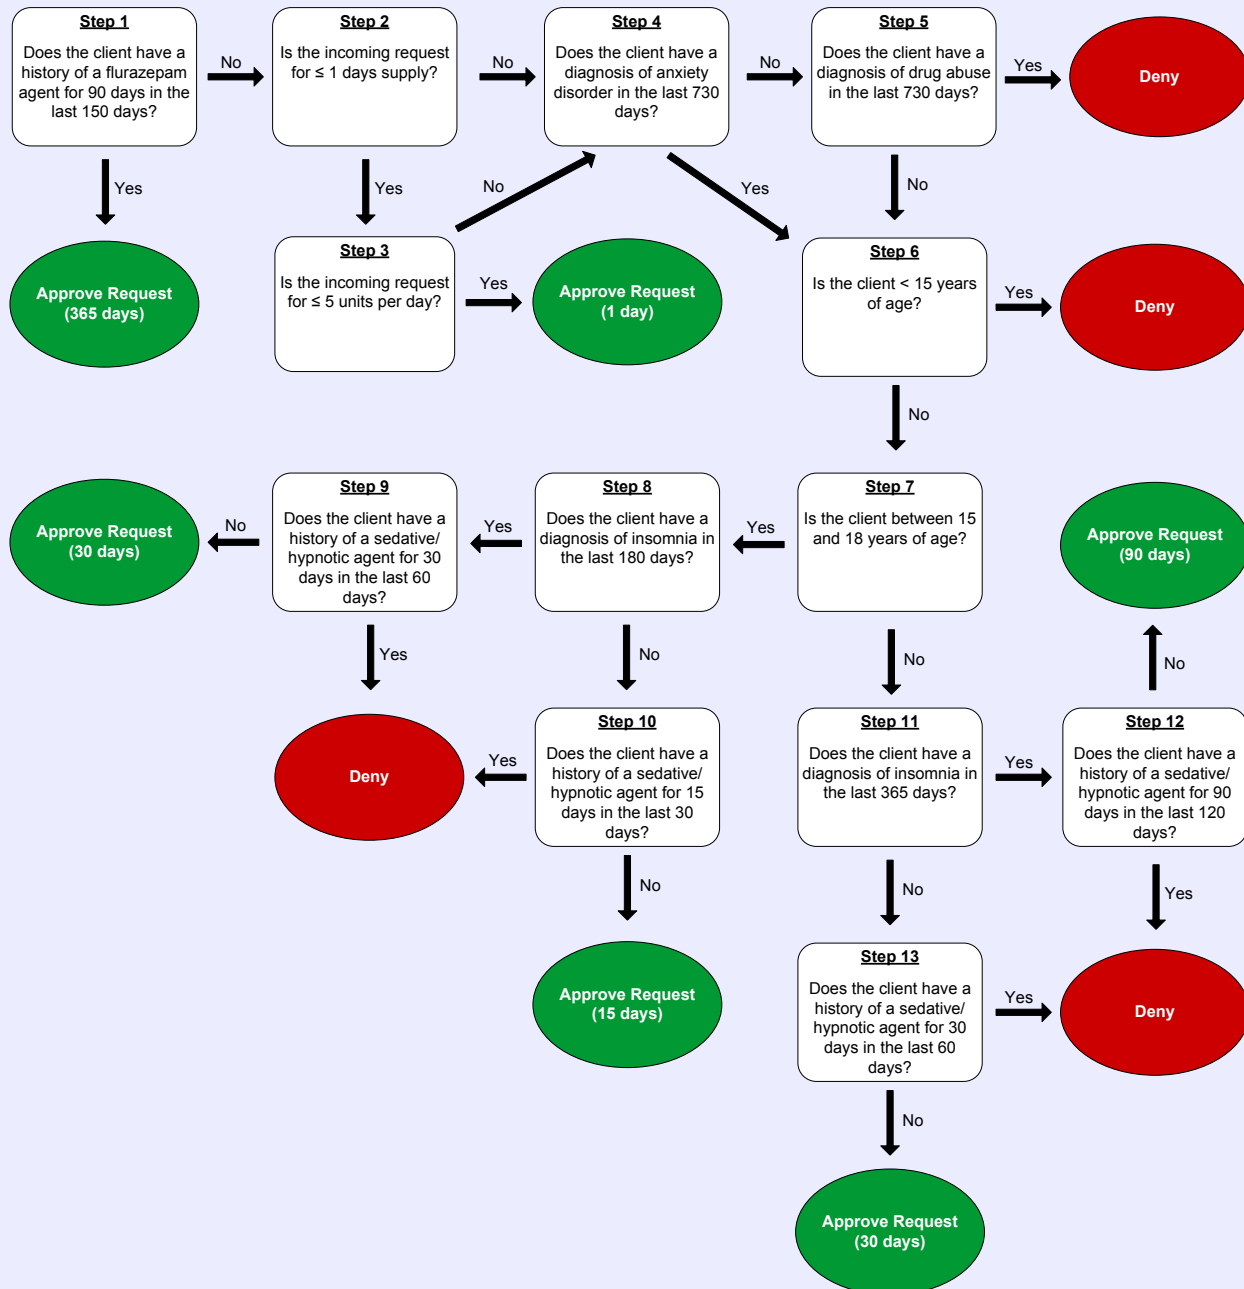 Step 1
Does the client have a
history of a flurazepam
agent for 90 days in the
last 150 days?
No
Step 2
Is the incoming request
for ≤ 1 days supply?
No
Step 4
Does the client have a
diagnosis of anxiety
disorder in the last 730
days?
No
Step 5
Does the client have a
diagnosis of drug abuse
in the last 730 days?
Yes
Deny
Yes
Yes
No
Yes
No
Approve Request
(365 days)
Step 3
Is the incoming request
for ≤ 5 units per day?
Yes
Approve Request
(1 day)
Step 6
Is the client < 15 years
of age?
Yes
Deny
No
Approve Request
(30 days)
No
Step 9
Does the client have a
history of a sedative/
hypnotic agent for 30
days in the last 60
days?
Yes
Step 8
Does the client have a
diagnosis of insomnia in
the last 180 days?
Yes
Step 7
Is the client between 15
and 18 years of age?
Approve Request
(90 days)
Yes
No
No
No
Deny
Yes
Step 10
Does the client have a
history of a sedative/
hypnotic agent for 15
days in the last 30
days?
Step 11
Does the client have a
diagnosis of insomnia in
the last 365 days?
Yes
Step 12
Does the client have a
history of a sedative/
hypnotic agent for 90
days in the last 120
days?
No
No
Yes
Approve Request
(15 days)
Step 13
Does the client have a
history of a sedative/
hypnotic agent for 30
days in the last 60
days?
Yes
Deny
No
Approve Request
(30 days)